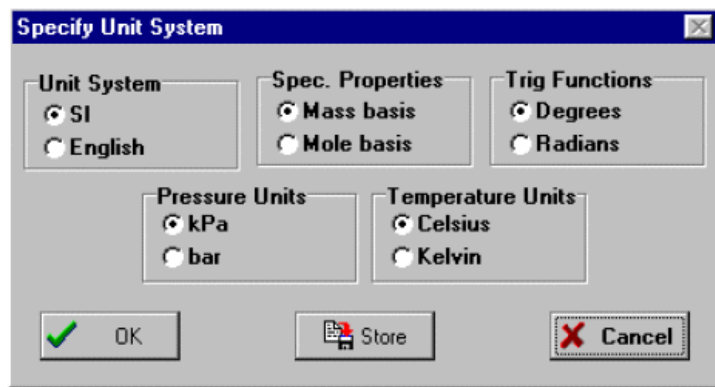 Specify Unit System
Unit System
SI
English
Spec. Properties
Mass basis
Mole basis
Trig Functions
Degrees
Radians
Pressure Units
kPa
bar
Temperature Units
Celsius
Kelvin
OK
Store
Cancel